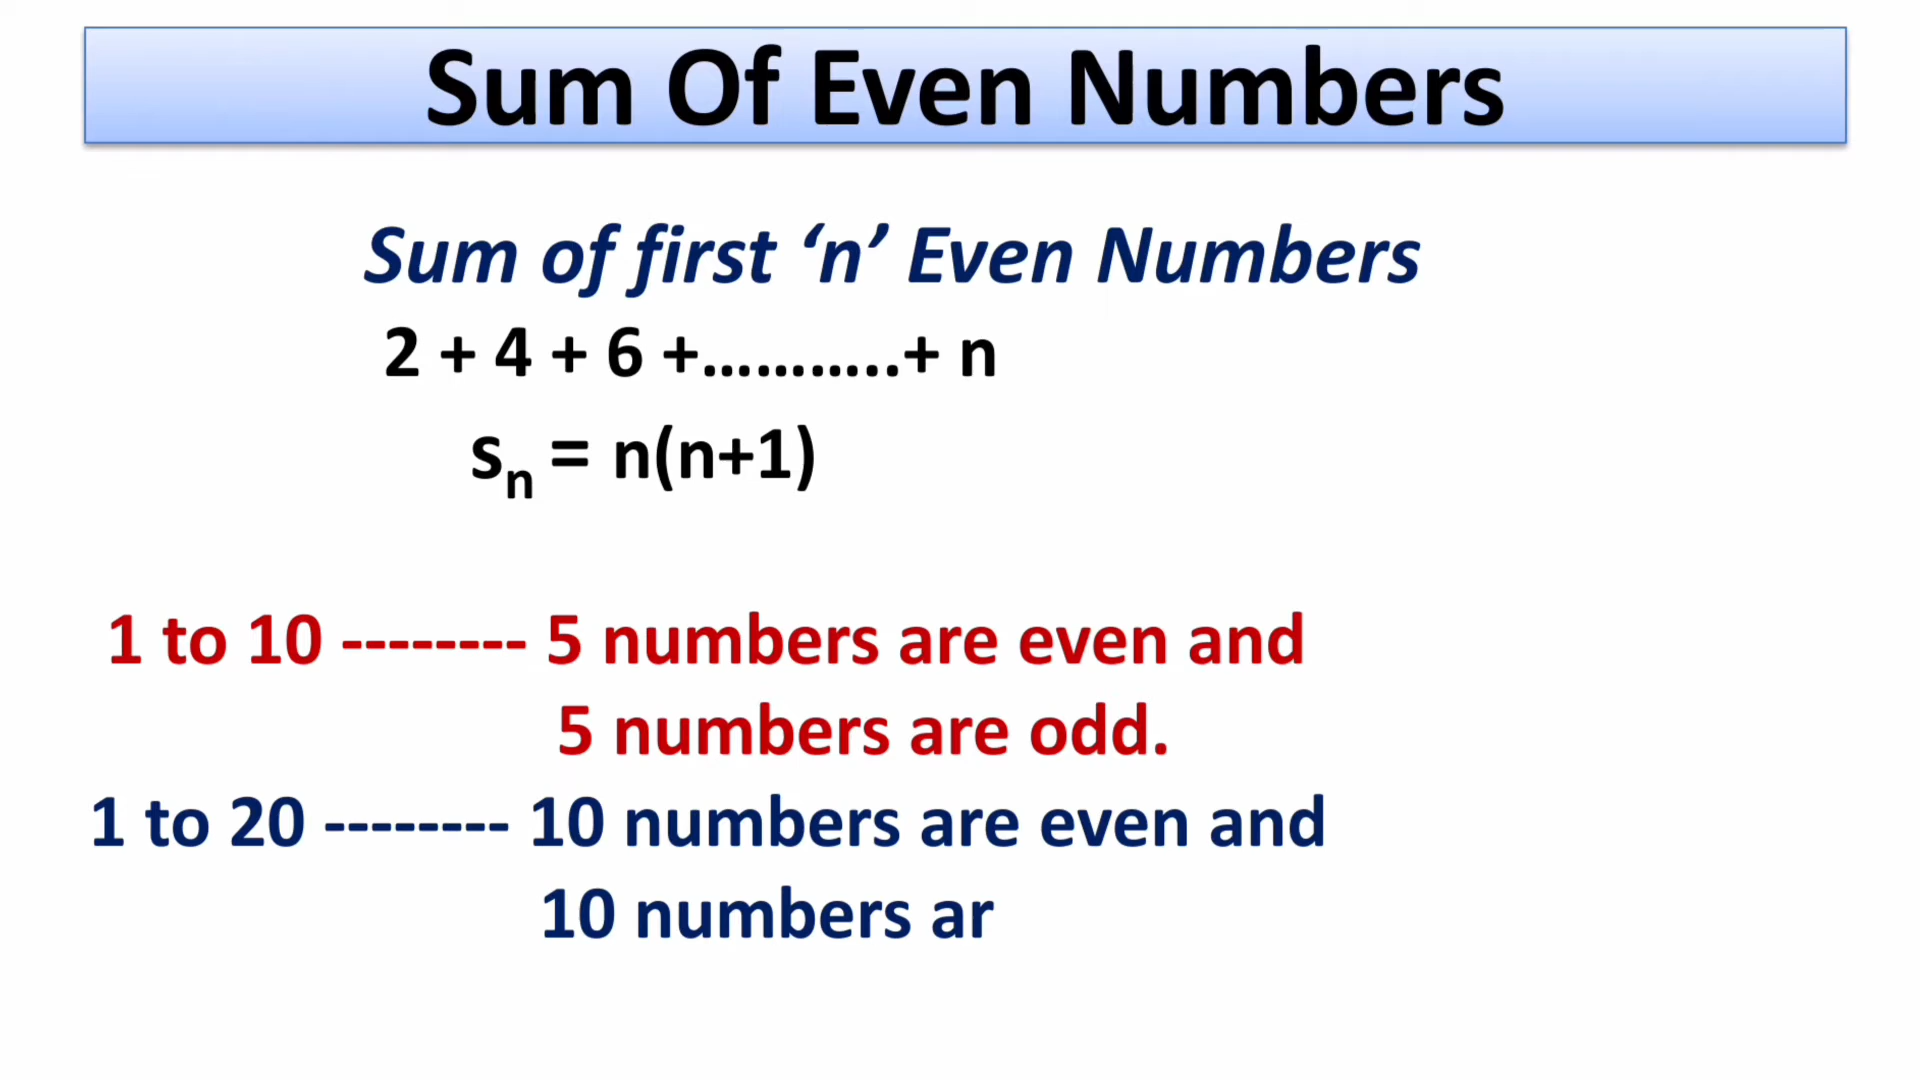 Sum Of Even Numbers
Sum of first ‘n’ Even Numbers
2 + 4 + 6 +………..+ n
sn = n(n+1)
1 to 10 -------- 5 numbers are even and
5 numbers are odd.
1 to 20 -------- 10 numbers are even and
10 numbers ar